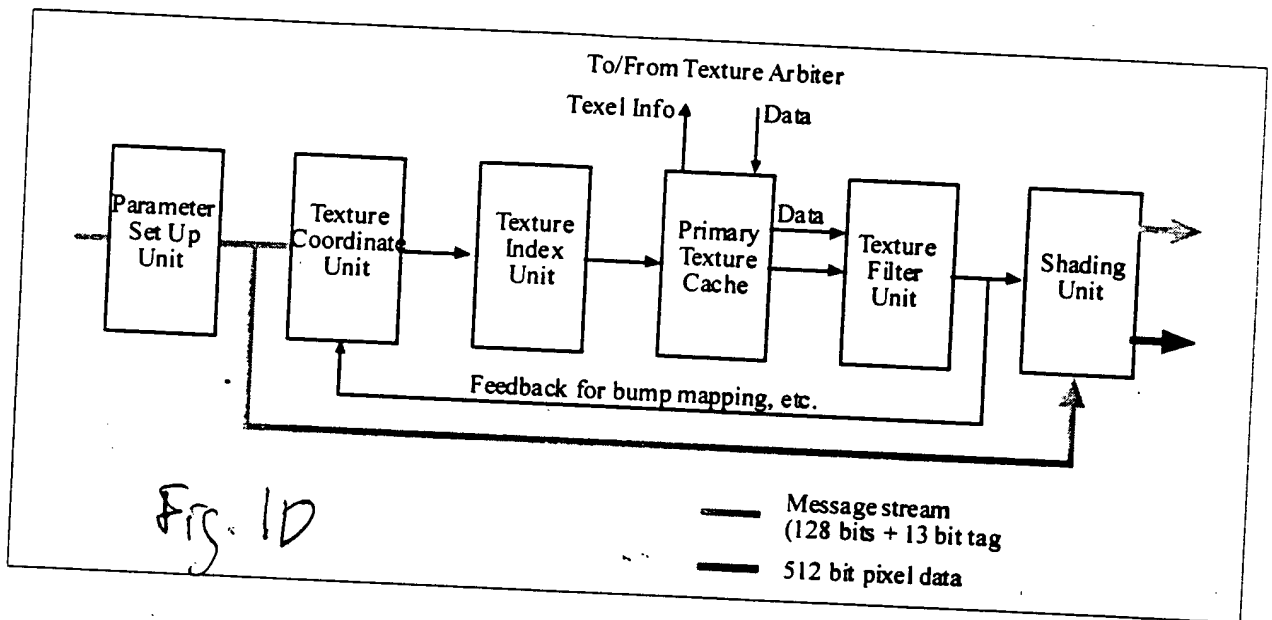 To/From Texture Arbiter
Texel Info
Data
Parameter
Set Up
Unit
Texture
Coordinate
Unit
Texture
Index
Unit
Primary
Texture
Cache
Data
Texture
Filter
Unit
Shading
Unit
Feedback for bump mapping, etc.
Fig. 1D
Message stream
(128 bits + 13 bit tag
512 bit pixel data